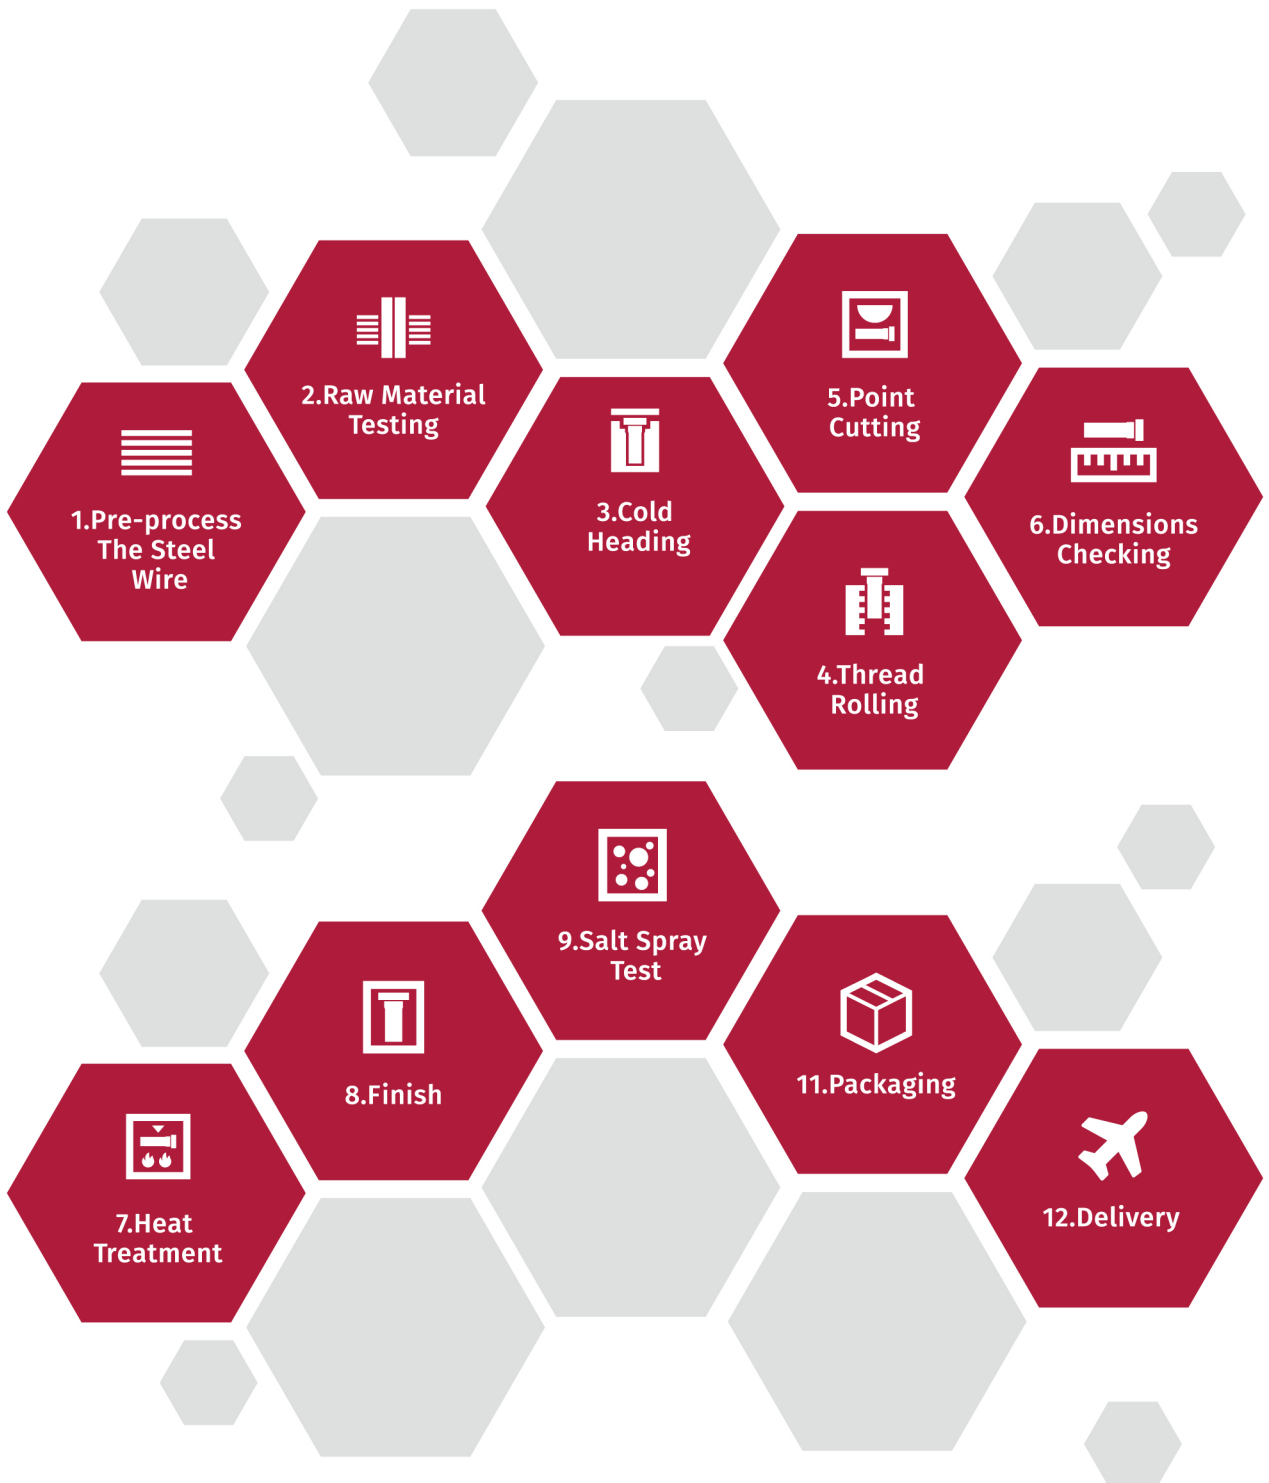 1.Pre-process
The Steel
Wire
2.Raw Material
Testing
3.Cold
Heading
4.Thread
Rolling
5.Point
Cutting
6.Dimensions
Checking
7.Heat
Treatment
8.Finish
9.Salt Spray
Test
11.Packaging
12.Delivery